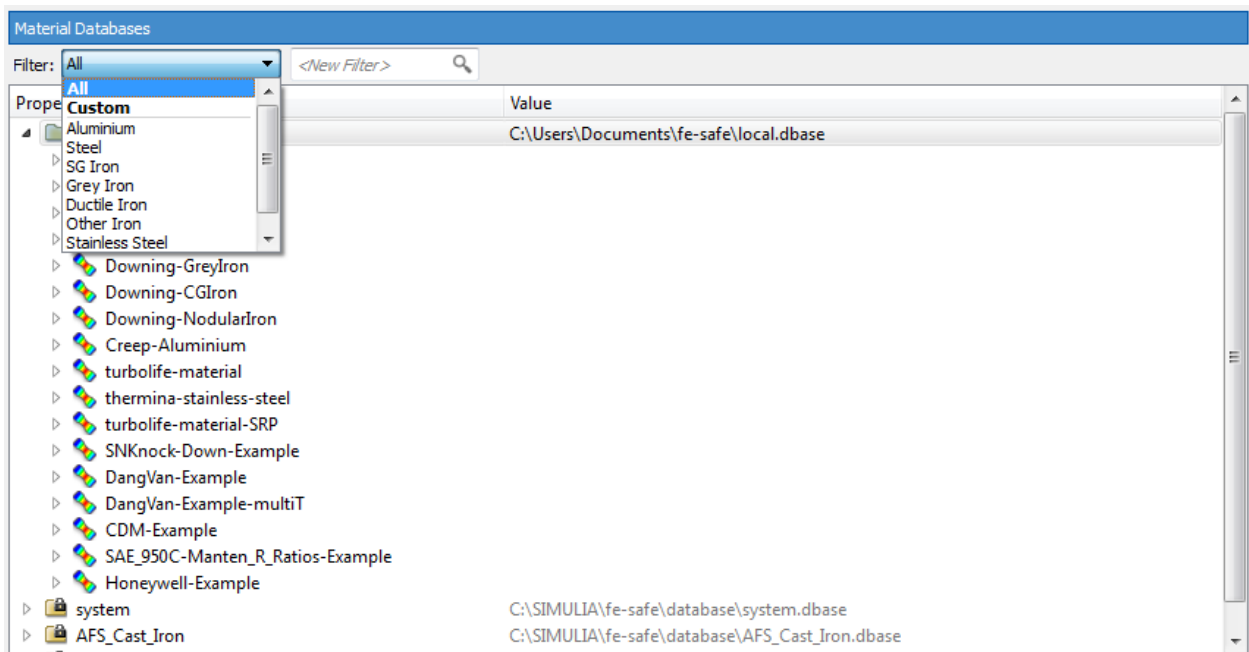 Material Databases
Filter: All <New Filter>
All
Prope Value
Custom
Aluminium C:\Users\Documents\fe-safe\local.dbase
Steel
SG Iron
Grey Iron
Ductile Iron
Other Iron
Stainless Steel
Downing-GreyIron
Downing-CGIron
Downing-NodularIron
Creep-Aluminium
turbolife-material
thermina-stainless-steel
turbolife-material-SRP
SNKnock-Down-Example
DangVan-Example
DangVan-Example-multiT
CDM-Example
SAE_950C-Manten_R_Ratios-Example
Honeywell-Example
system C:\SIMULIA\fe-safe\database\system.dbase
AFS_Cast_Iron C:\SIMULIA\fe-safe\database\AFS_Cast_Iron.dbase